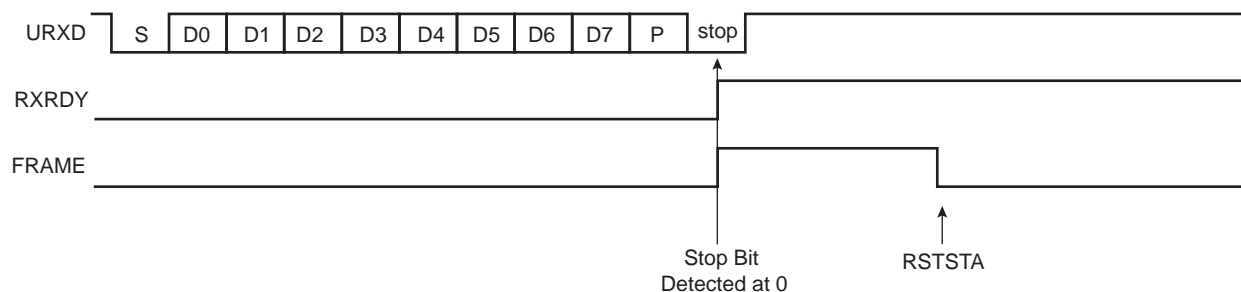 URXD S D0 D1 D2 D3 D4 D5 D6 D7 P stop
RXRDY
FRAME
Stop Bit
Detected at 0
RSTSTA